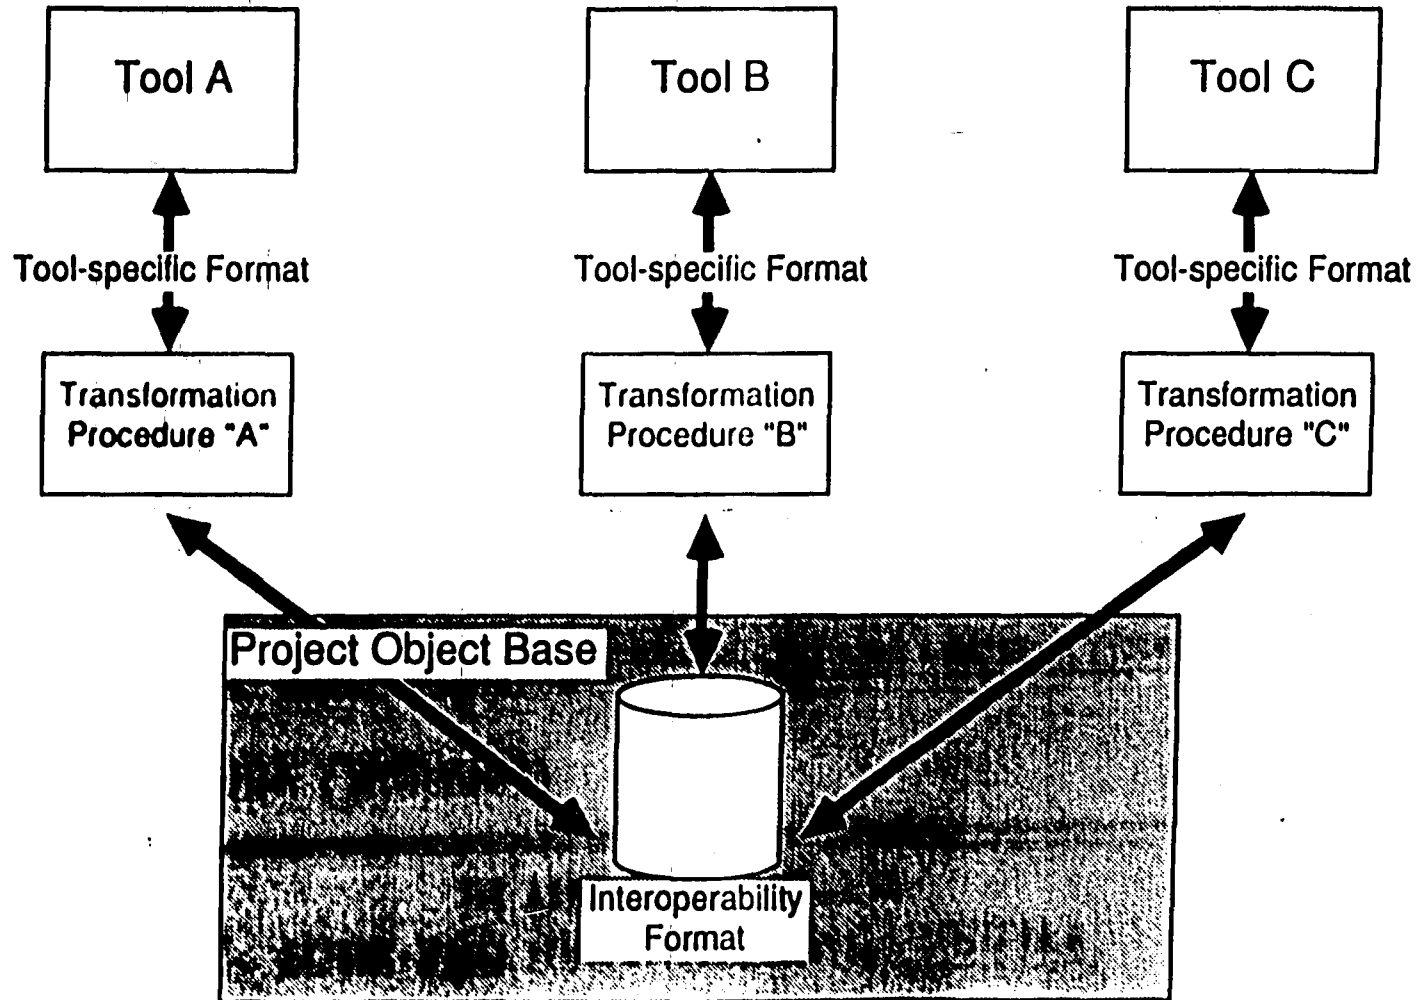 Tool A
Tool B
Tool C
Tool-specific Format
Tool-specific Format
Tool-specific Format
Transformation
Procedure "A"
Transformation
Procedure "B"
Transformation
Procedure "C"
Project Object Base
Interoperability
Format